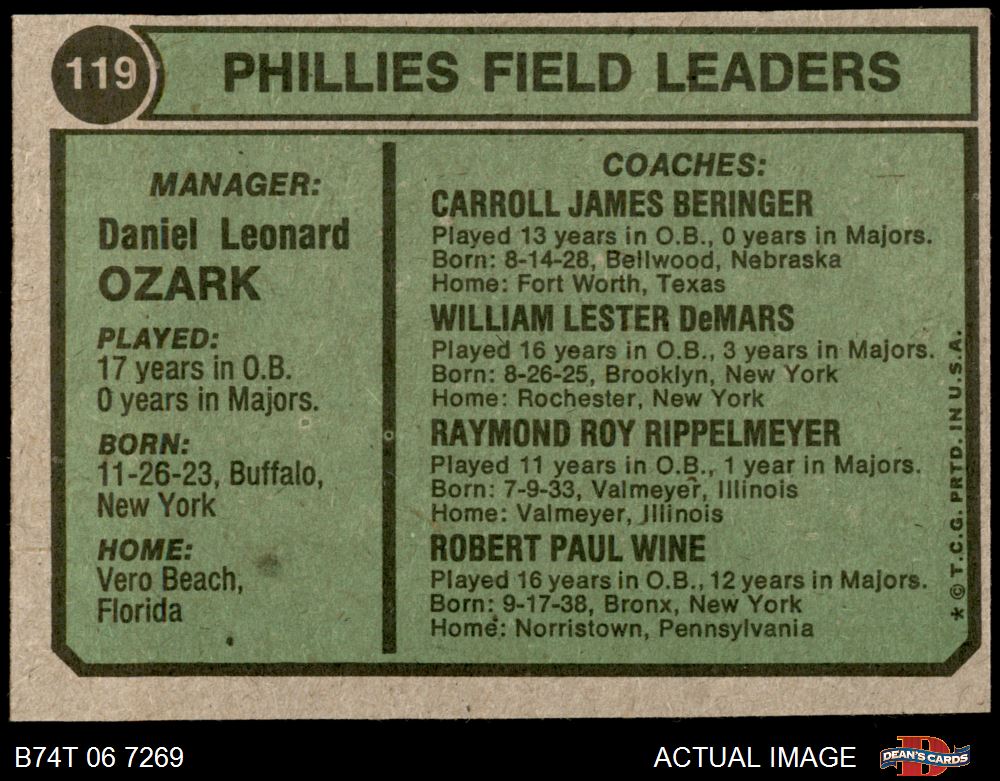 119
PHILLIES FIELD LEADERS
MANAGER:
Daniel Leonard
OZARK
PLAYED:
17 years in O.B.
0 years in Majors.
BORN:
11-26-23, Buffalo,
New York
HOME:
Vero Beach,
Florida
COACHES:
CARROLL JAMES BERINGER
Played 13 years in O.B., 0 years in Majors.
Born: 8-14-28, Bellwood, Nebraska
Home: Fort Worth, Texas
WILLIAM LESTER DeMARS
Played 16 years in O.B., 3 years in Majors.
Born: 8-26-25, Brooklyn, New York
Home: Rochester, New York
RAYMOND ROY RIPPELMEYER
Played 11 years in O.B., 1 year in Majors.
Born: 7-9-33, Valmeyer, Illinois
Home: Valmeyer, Illinois
ROBERT PAUL WINE
Played 16 years in O.B., 12 years in Majors.
Born: 9-17-38, Bronx, New York
Home: Norristown, Pennsylvania
* © T.C.G. PRTD. IN U.S.A.
B74T 06 7269
ACTUAL IMAGE
DEAN'S CARDS